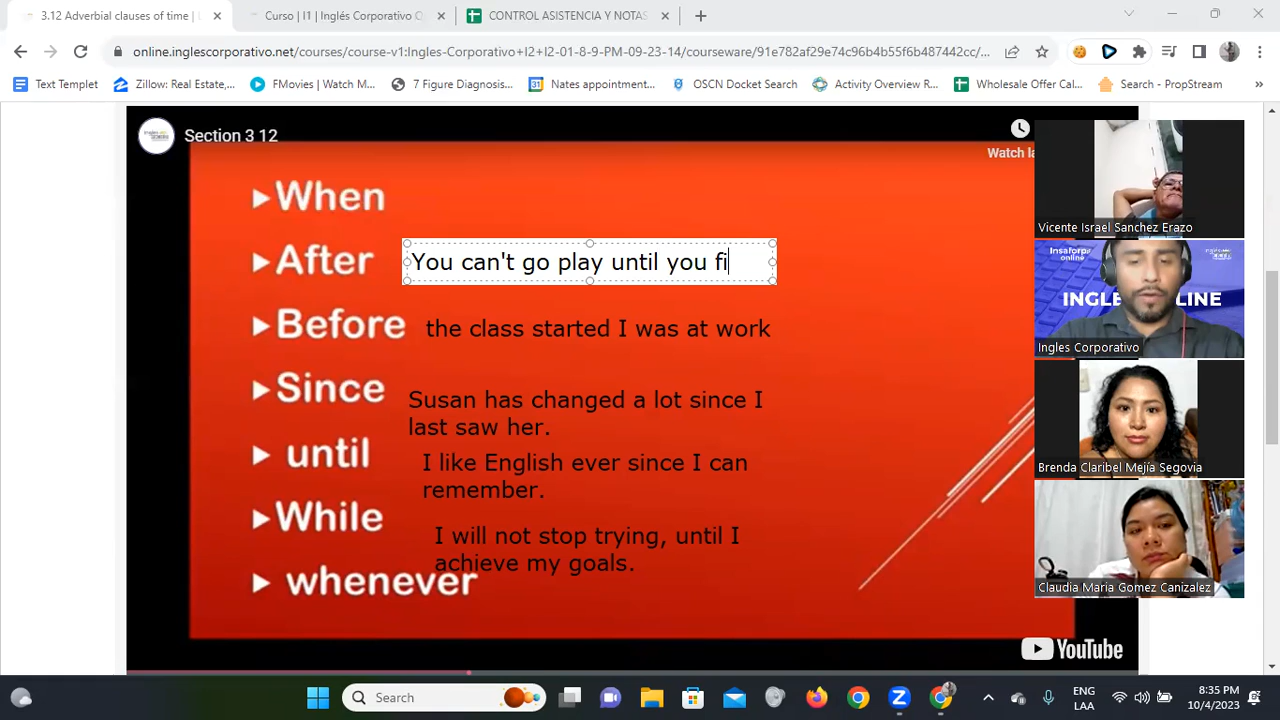 3.12 Adverbial clauses of time | L
Curso | I1 | Inglés Corporativo O
CONTROL ASISTENCIA Y NOTAS
online.inglescorporativo.net/courses/course-v1:Ingles-Corporativo+I2+I2-01-8-9-PM-09-23-14/courseware/91e782af29e74c96b4b55f6b487442cc/...
Text Templet
Zillow: Real Estate,...
FMovies | Watch M...
7 Figure Diagnosis...
Nates appointment...
OSCN Docket Search
Activity Overview |...
Wholesale Offer Cal...
Search - PropStream
Section 3 12
Watch la
When
After
You can't go play until you fi
Before
the class started I was at work
Since
Susan has changed a lot since I
last saw her.
until
I like English ever since I can
remember.
While
I will not stop trying, until I
achieve my goals.
whenever
YouTube
Vicente Israel Sanchez Erazo
Insaforp
online
INGLE
LINE
Ingles Corporativo
Brenda Claribel Mejía Segovia
Claudia Maria Gomez Canizalez
Search
ENG
LAA
8:35 PM
10/4/2023